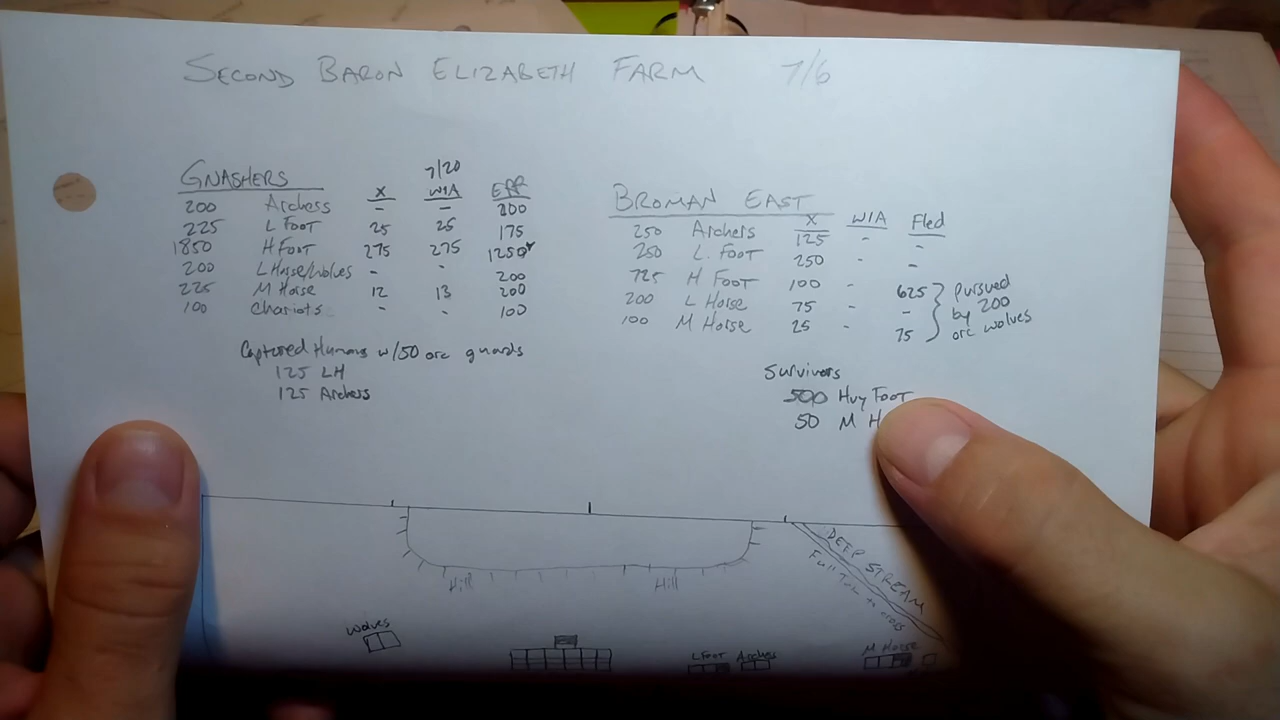 SECOND BARON ELIZABETH FARM 7/6
GNASHERS
7/20
X WIA EFF
200 Archers - - 200
225 L FOOT 25 25 175
1850 H FOOT 275 275 1250
200 L Horse/Wolves - - 200
225 M Horse 12 13 200
100 Chariots - - 100
Captured Humans w/50 orc guards
125 LH
125 Archers
BROMAN EAST
X WIA Fled
250 Archers 125 - -
250 L. FOOT 250 - -
725 H FOOT 100 - 625
200 L Horse 75 - -
100 M Horse 25 - 75
pursued
by 200
orc wolves
Survivors
500 Hvy FOOT
50 M H
Hill Hill
DEEP STREAM
Full Turn to cross
Wolves
L FOOT Archers
M Horse